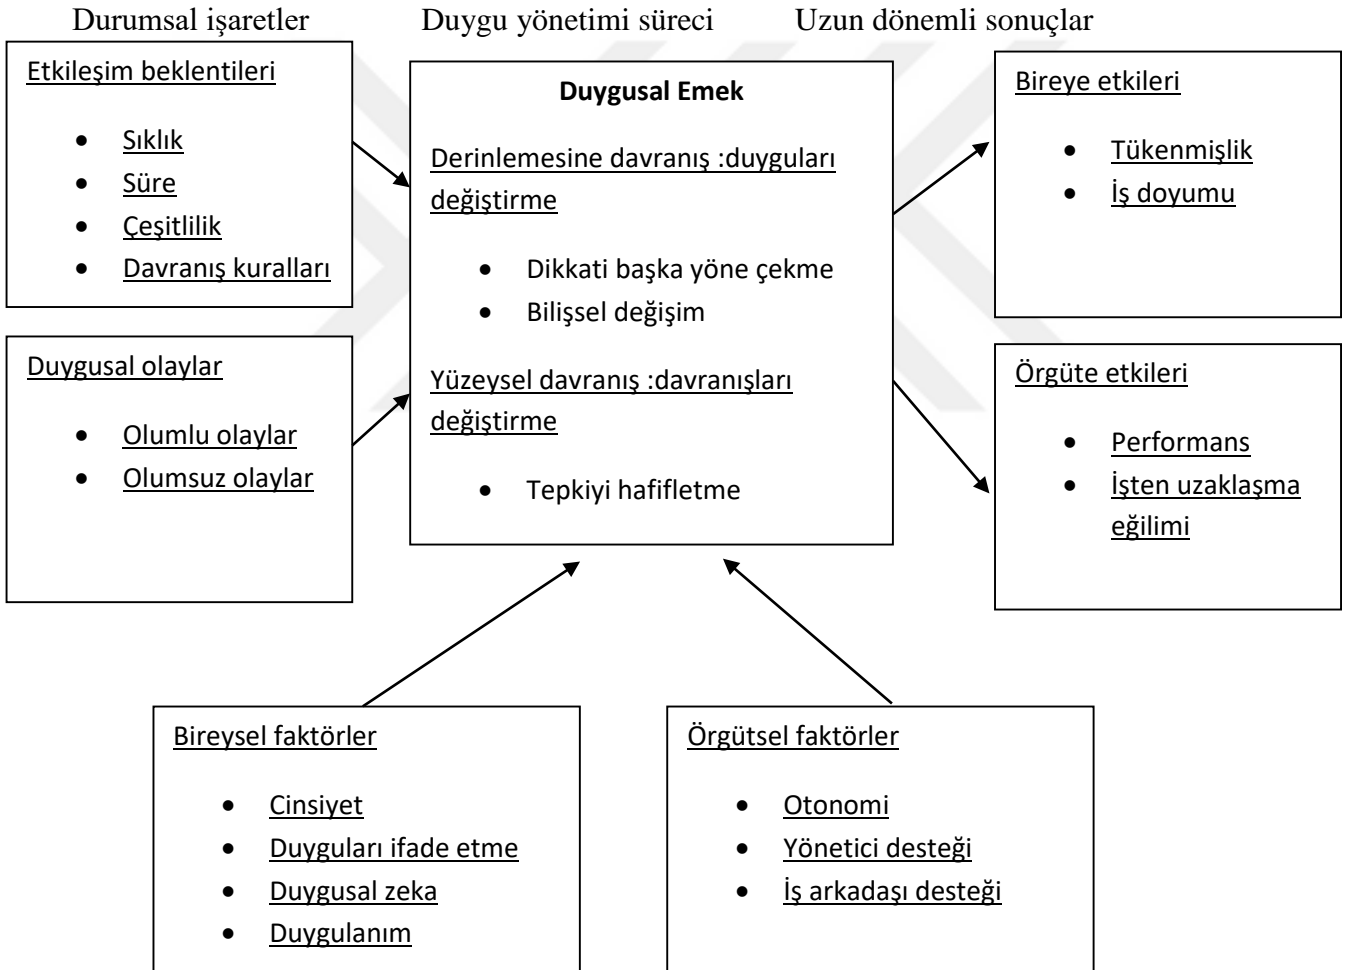 Durumsal işaretler
Duygu yönetimi süreci
Uzun dönemli sonuçlar
Etkileşim beklentileri
• Sıklık
• Süre
• Çeşitlilik
• Davranış kuralları
Duygusal olaylar
• Olumlu olaylar
• Olumsuz olaylar
Duygusal Emek
Derinlemesine davranış :duyguları
değiştirme
• Dikkati başka yöne çekme
• Bilişsel değişim
Yüzeysel davranış :davranışları
değiştirme
• Tepkiyi hafifletme
Bireye etkileri
• Tükenmişlik
• İş doyumu
Örgüte etkileri
• Performans
• İşten uzaklaşma
eğilimi
Bireysel faktörler
• Cinsiyet
• Duyguları ifade etme
• Duygusal zeka
• Duygulanım
Örgütsel faktörler
• Otonomi
• Yönetici desteği
• İş arkadaşı desteği